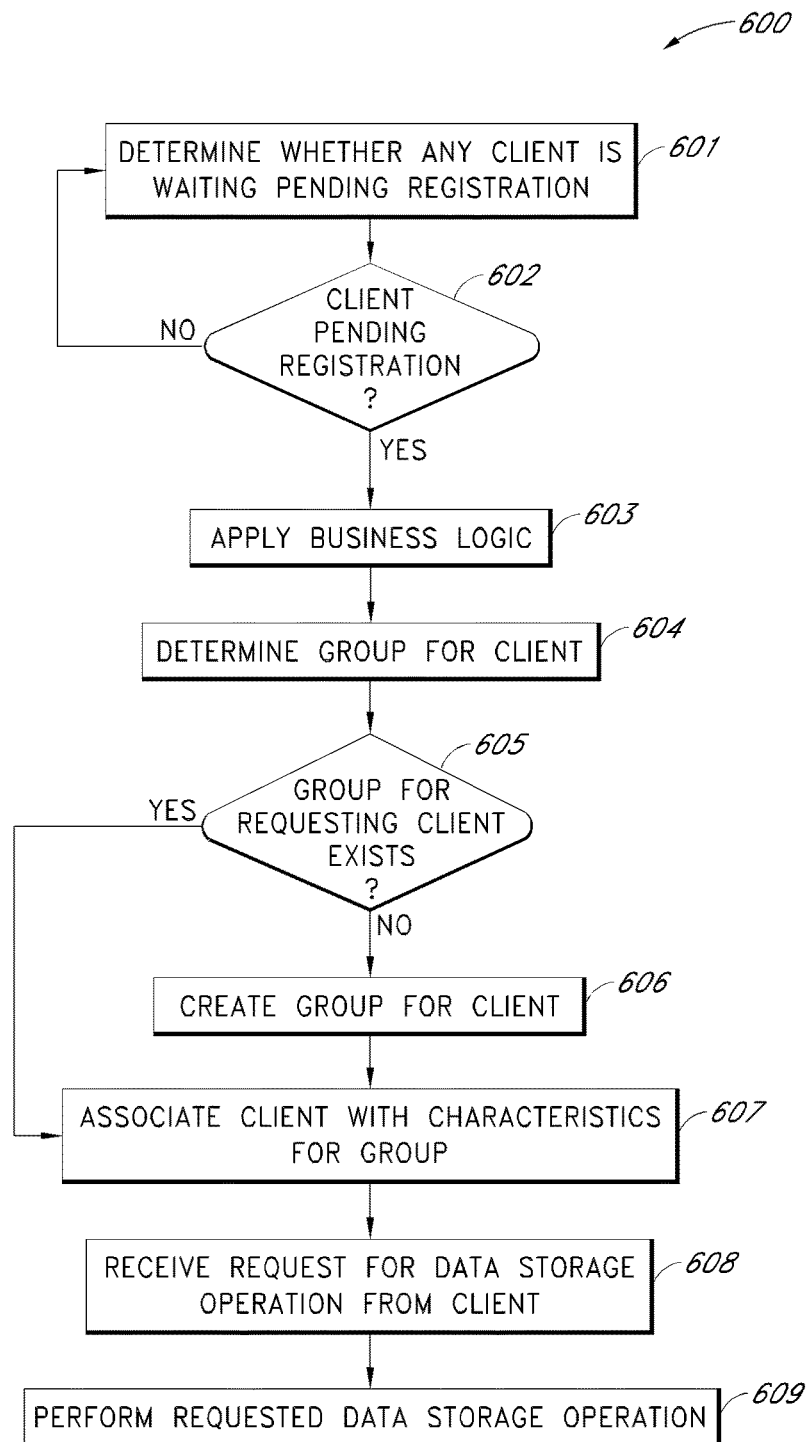 600
DETERMINE WHETHER ANY CLIENT IS
WAITING PENDING REGISTRATION
601
602
CLIENT
PENDING
REGISTRATION
?
NO
YES
APPLY BUSINESS LOGIC
603
DETERMINE GROUP FOR CLIENT
604
605
GROUP FOR
REQUESTING CLIENT
EXISTS
?
YES
NO
CREATE GROUP FOR CLIENT
606
ASSOCIATE CLIENT WITH CHARACTERISTICS
FOR GROUP
607
RECEIVE REQUEST FOR DATA STORAGE
OPERATION FROM CLIENT
608
PERFORM REQUESTED DATA STORAGE OPERATION
609